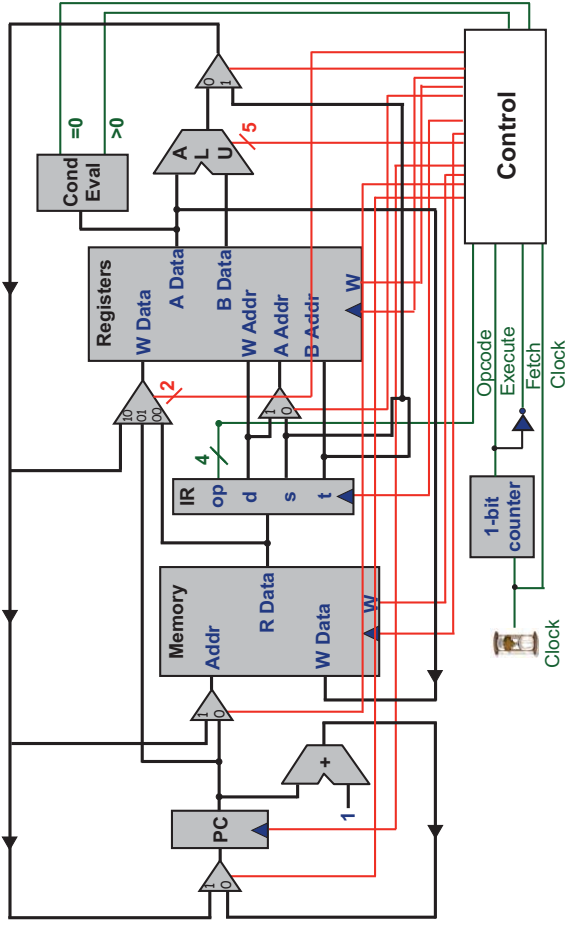 1
0
PC
1
+
1
0
Memory
Addr
R Data
W Data
W
IR
op
d
s
t
4
10
01
00
2
1
0
Registers
W Data
A Data
B Data
W Addr
A Addr
B Addr
W
Cond
Eval
=0
>0
A
L
U
5
0
1
Clock
1-bit
counter
Opcode
Execute
Fetch
Clock
Control